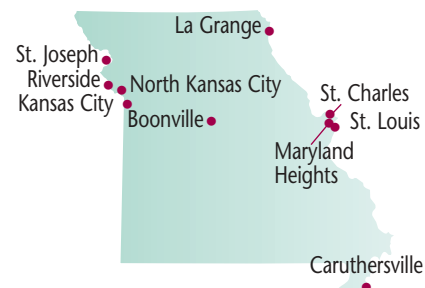 La Grange
St. Joseph
Riverside
North Kansas City
Kansas City
Boonville
St. Charles
St. Louis
Maryland
Heights
Caruthersville